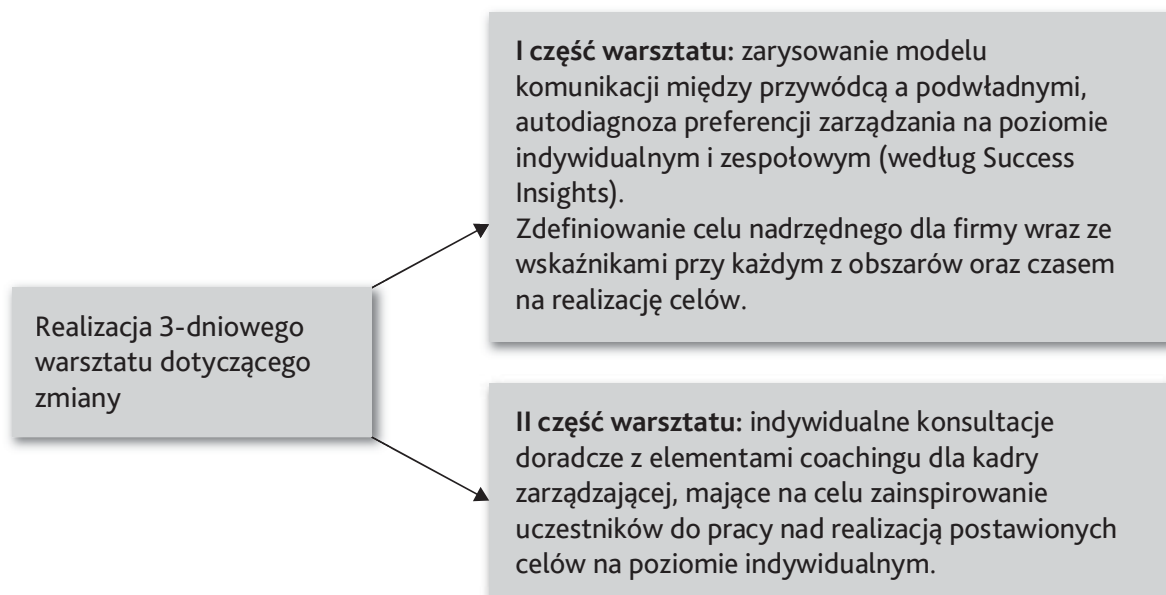 I część warsztatu: zarysowanie modelu
komunikacji między przywódcą a podwładnymi,
autodiagnoza preferencji zarządzania na poziomie
indywidualnym i zespołowym (według Success
Insights).
Zdefiniowanie celu nadrzędnego dla firmy wraz ze
wskaźnikami przy każdym z obszarów oraz czasem
na realizację celów.
Realizacja 3-dniowego
warsztatu dotyczącego
zmiany
II część warsztatu: indywidualne konsultacje
doradcze z elementami coachingu dla kadry
zarządzającej, mające na celu zainspirowanie
uczestników do pracy nad realizacją postawionych
celów na poziomie indywidualnym.